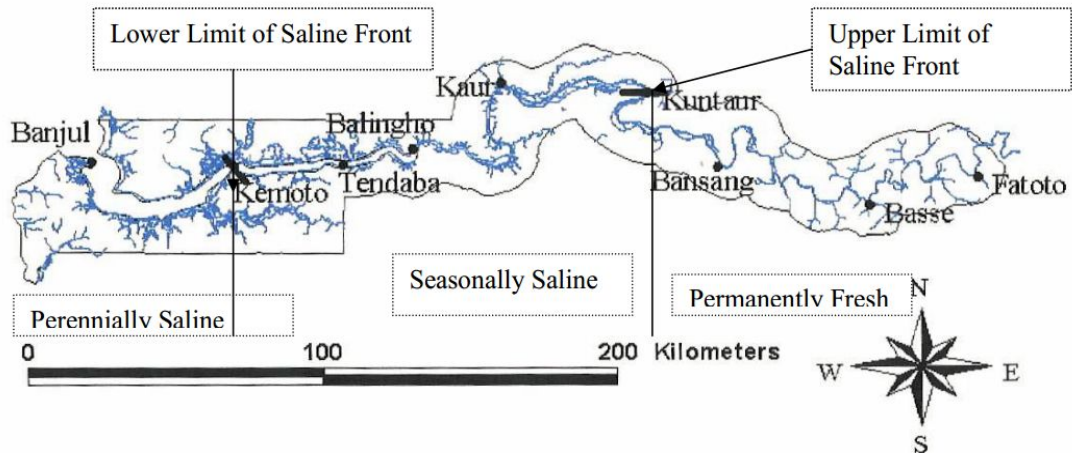 Lower Limit of Saline Front
Upper Limit of
Saline Front
Kaur
Kuntaur
Banjul
Balingho
Kemoto
Tendaba
Bansang
Fatoto
Basse
Seasonally Saline
Permanently Fresh
Perennially Saline
0 100 200 Kilometers
N
W E
S